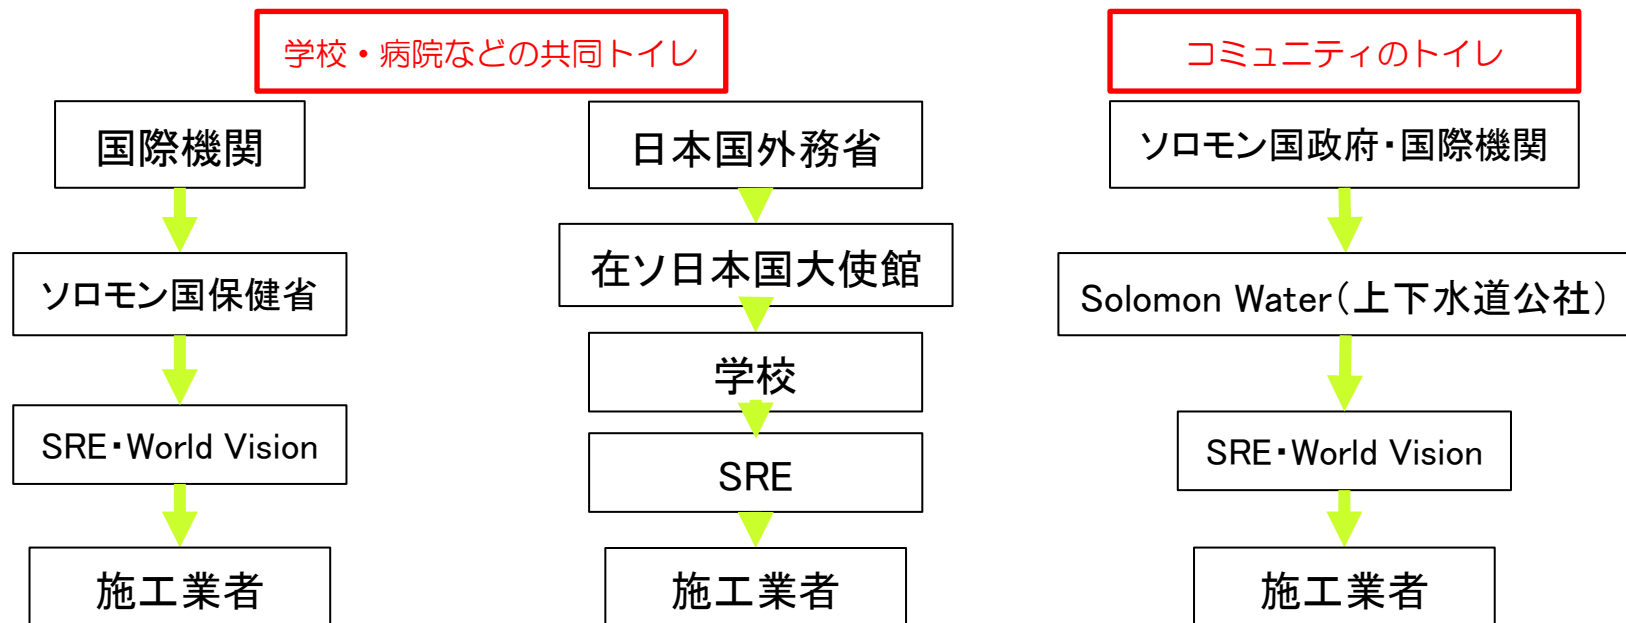 学校・病院などの共同トイレ
国際機関
ソロモン国保健省
SRE・World Vision
施工業者
日本国外務省
在ソ日本国大使館
学校
SRE
施工業者
コミュニティのトイレ
ソロモン国政府・国際機関
Solomon Water(上下水道公社)
SRE・World Vision
施工業者